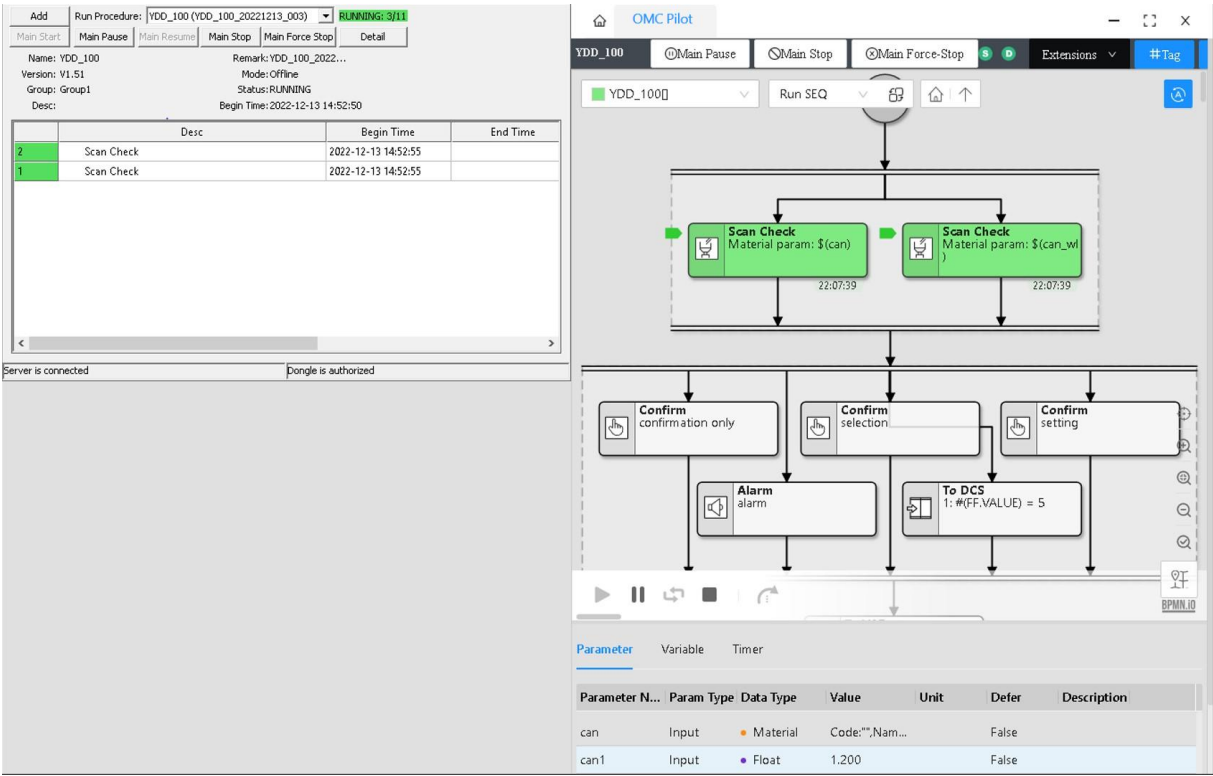 Add
Run Procedure: YDD_100 (YDD_100_20221213_003)
RUNNING: 3/11
Main Start
Main Pause
Main Resume
Main Stop
Main Force Stop
Detail
Name: YDD_100
Remark: YDD_100_2022...
Version: V1.51
Mode: Offline
Group: Group1
Status: RUNNING
Desc:
Begin Time: 2022-12-13 14:52:50
Desc Begin Time End Time
2 Scan Check 2022-12-13 14:52:55
1 Scan Check 2022-12-13 14:52:55
Server is connected
Dongle is authorized
OMC Pilot
YDD_100
Main Pause
Main Stop
Main Force-Stop
S
D
Extensions
#Tag
YDD_100[]
Run SEQ
A
Scan Check
Material param: $(can)
22:07:39
Scan Check
Material param: $(can_wl
)
22:07:39
Confirm
confirmation only
Confirm
selection
Confirm
setting
Alarm
alarm
To DCS
1: #(FF.VALUE) = 5
BPMN.iO
Parameter Variable Timer
Parameter N... Param Type Data Type Value Unit Defer Description
can Input Material Code:"",Nam... False
can1 Input Float 1.200 False